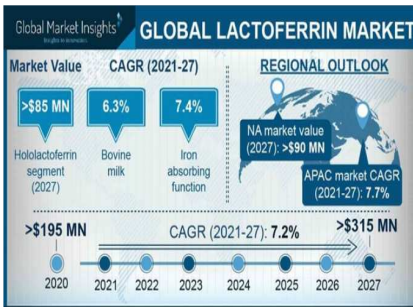 Global Market Insights
Insights to Innovation
GLOBAL LACTOFERRIN MARKET
Market Value
CAGR (2021-27)
>$85 MN
6.3%
7.4%
Hololactoferrin
segment
(2027)
Bovine
milk
Iron
absorbing
function
REGIONAL OUTLOOK
NA market value
(2027): >$90 MN
APAC market CAGR
(2021-27): 7.7%
>$195 MN
CAGR (2021-27): 7.2%
>$315 MN
2020
2021
2022
2023
2024
2025
2026
2027